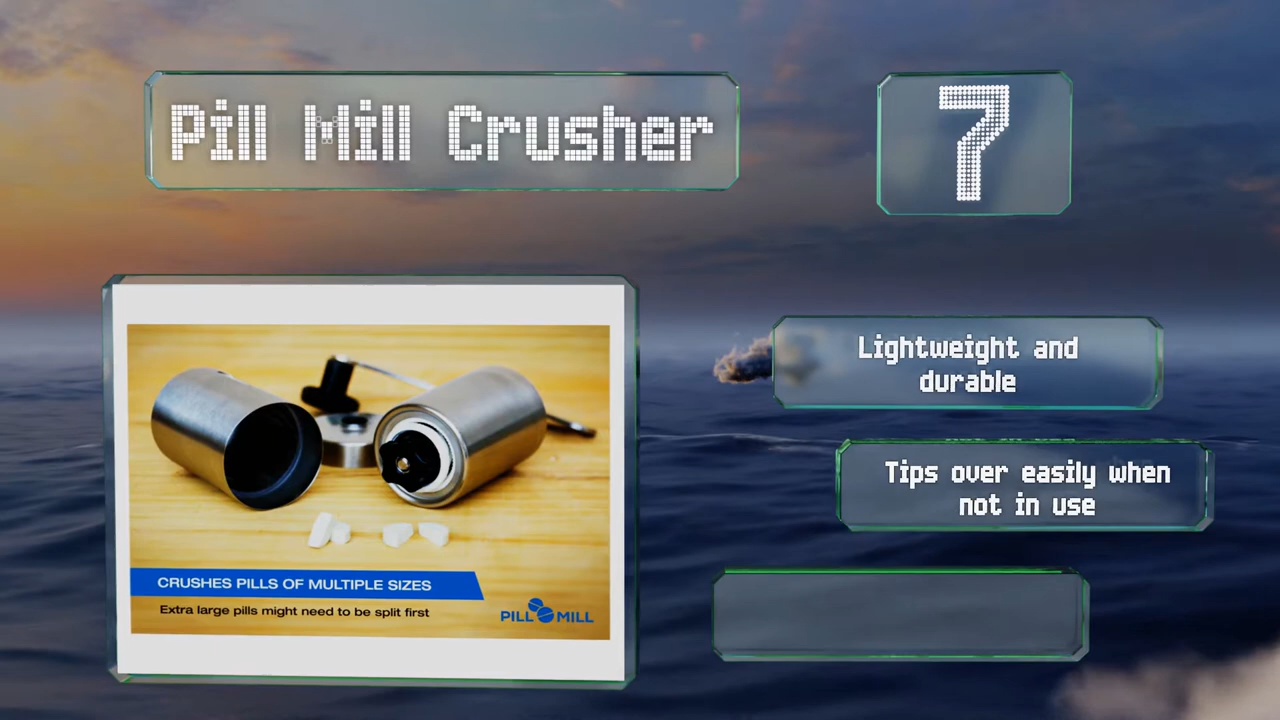 Pill Mill Crusher
7
Lightweight and
durable
Tips over easily when
not in use
CRUSHES PILLS OF MULTIPLE SIZES
Extra large pills might need to be split first
PILL MILL